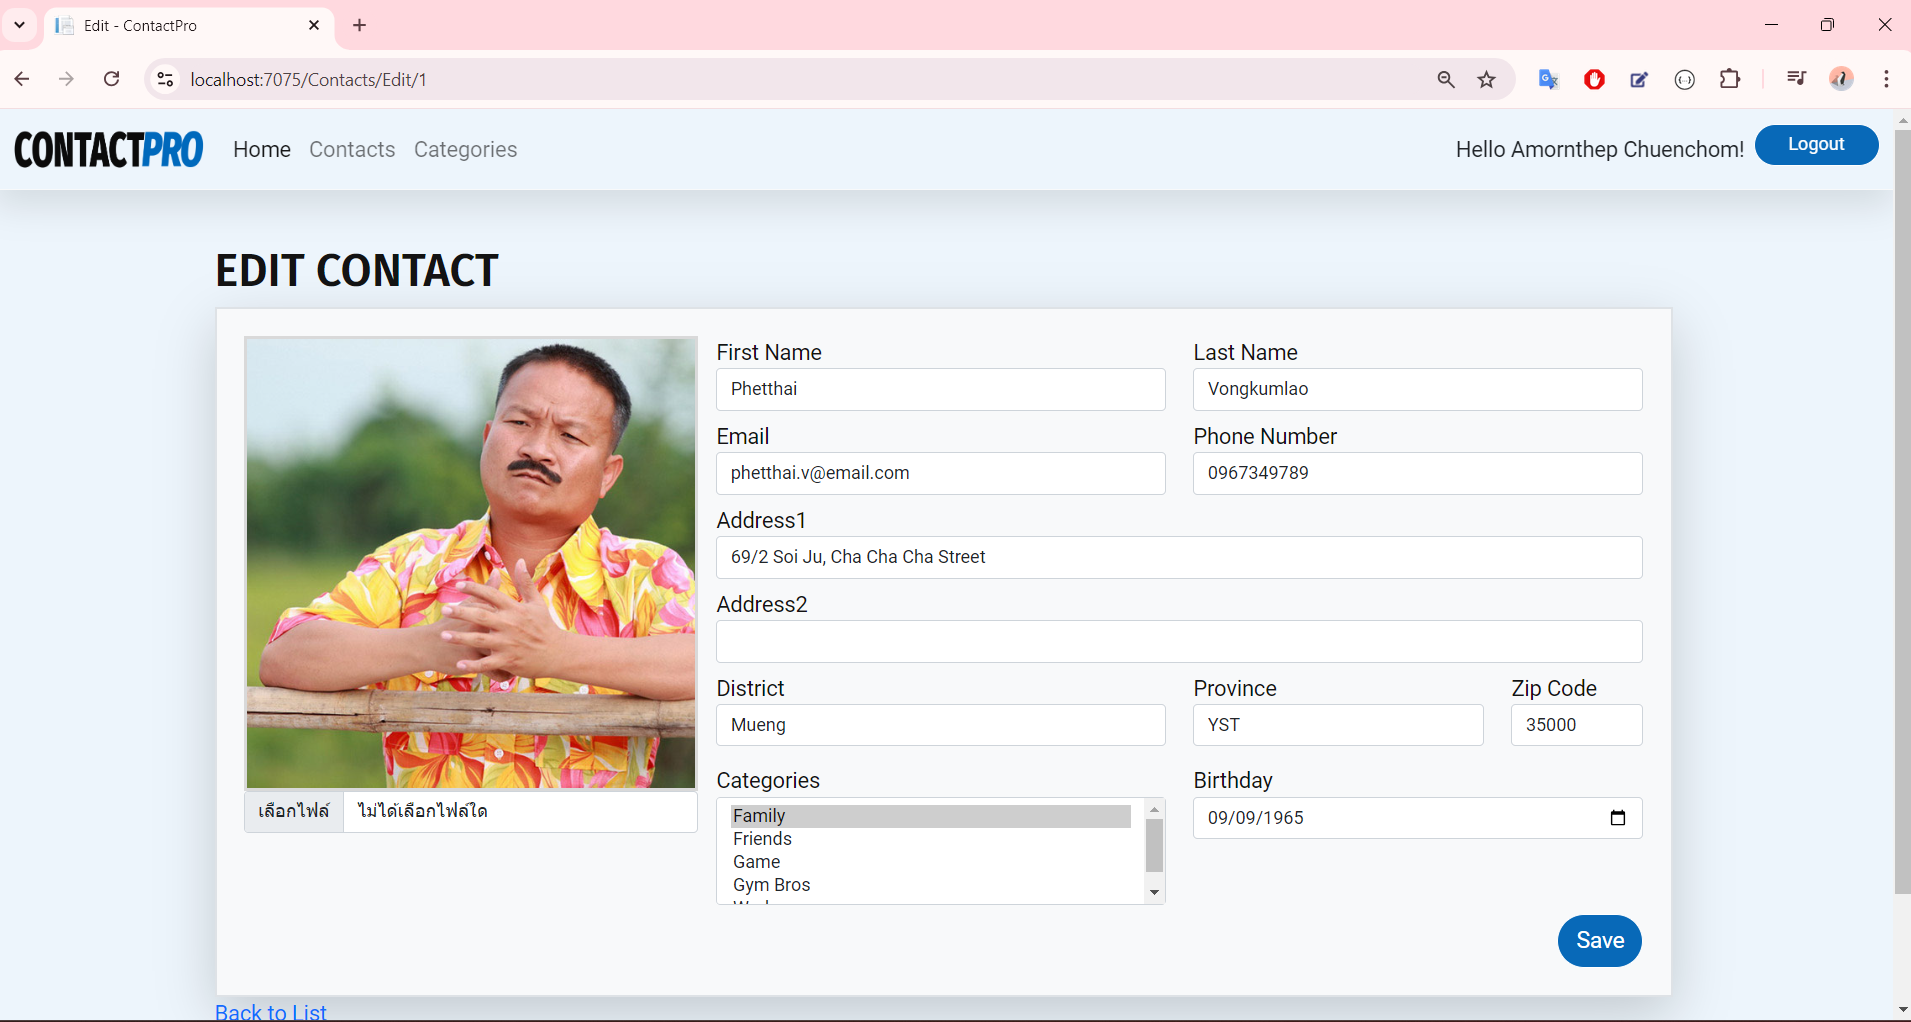 Edit - ContactPro
localhost:7075/Contacts/Edit/1
CONTACTPRO Home Contacts Categories Hello Amornthep Chuenchom! Logout
EDIT CONTACT
First Name Last Name
Phetthai Vongkumlao
Email Phone Number
phetthai.v@email.com 0967349789
Address1
69/2 Soi Ju, Cha Cha Cha Street
Address2
District Province Zip Code
Mueng YST 35000
Categories Birthday
เลือกไฟล์ ไม่ได้เลือกไฟล์ใด
Family 09/09/1965
Friends
Game
Gym Bros
Save
Back to List